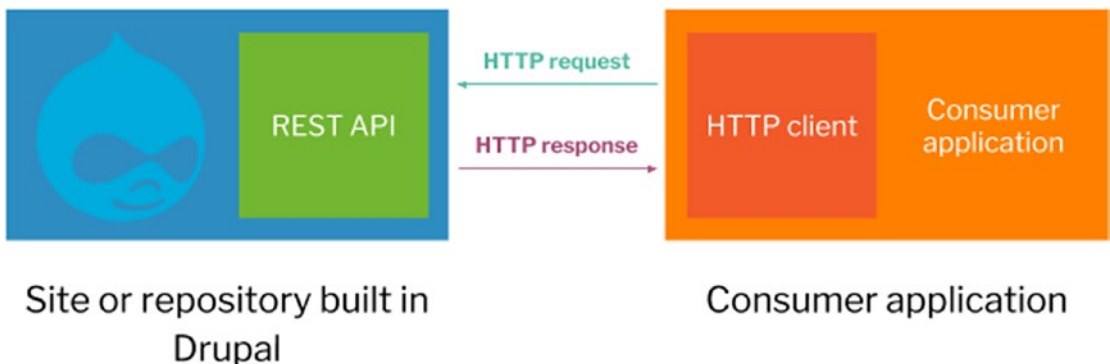 HTTP request
REST API
HTTP response
HTTP client
Consumer
application
Site or repository built in
Drupal
Consumer application